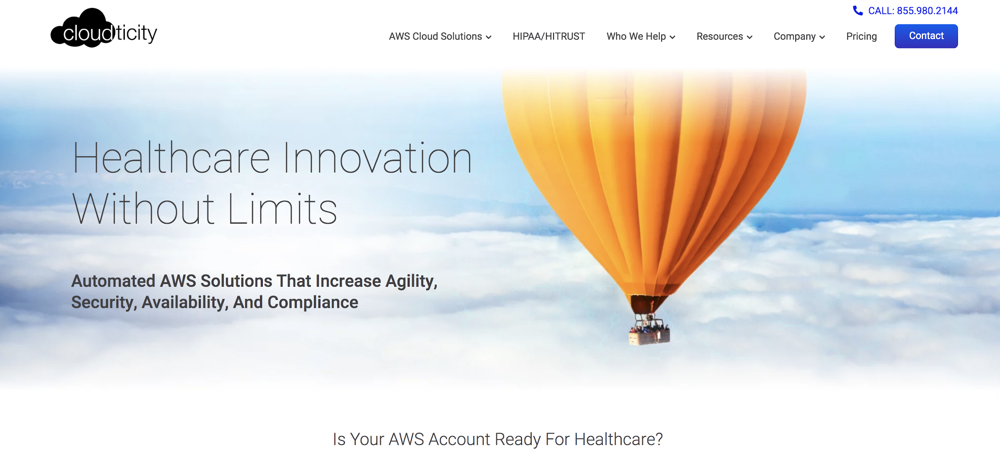 CALL: 855.980.2144
cloudticity
AWS Cloud Solutions
HIPAA/HITRUST
Who We Help
Resources
Company
Pricing
Contact
Healthcare Innovation
Without Limits
Automated AWS Solutions That Increase Agility,
Security, Availability, And Compliance
Is Your AWS Account Ready For Healthcare?